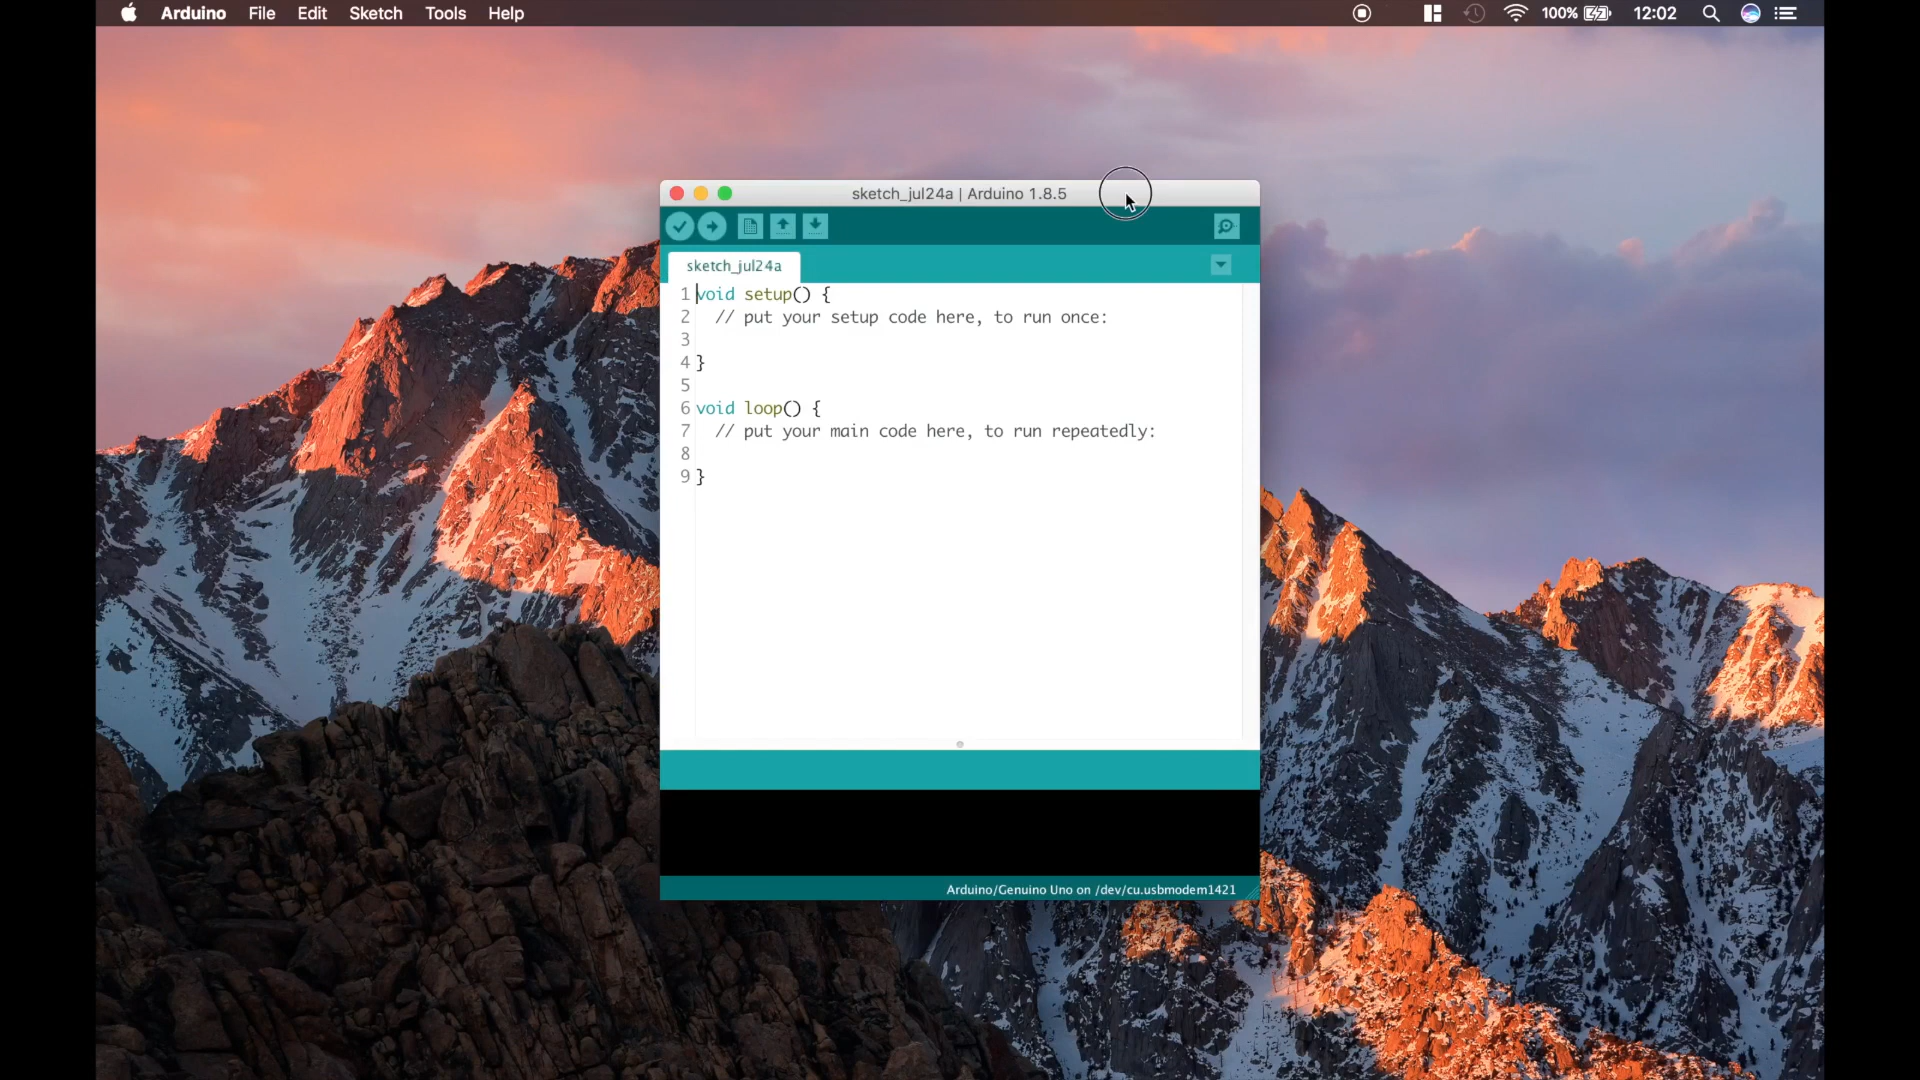 Arduino File Edit Sketch Tools Help 100% 12:02
sketch_jul24a | Arduino 1.8.5
sketch_jul24a
1 void setup() {
2 // put your setup code here, to run once:
3
4 }
5
6 void loop() {
7 // put your main code here, to run repeatedly:
8
9 }
Arduino/Genuino Uno on /dev/cu.usbmodem1421